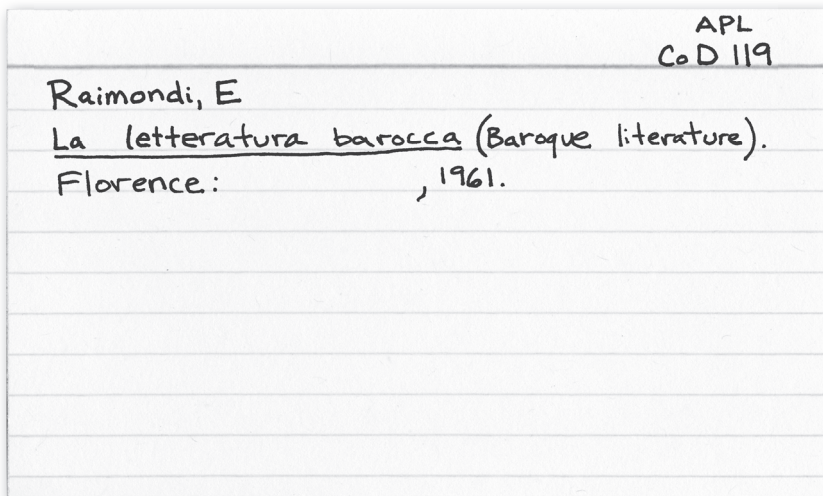 APL
CoD 119
Raimondi, E
La letteratura barocca (Baroque literature).
Florence: , 1961.